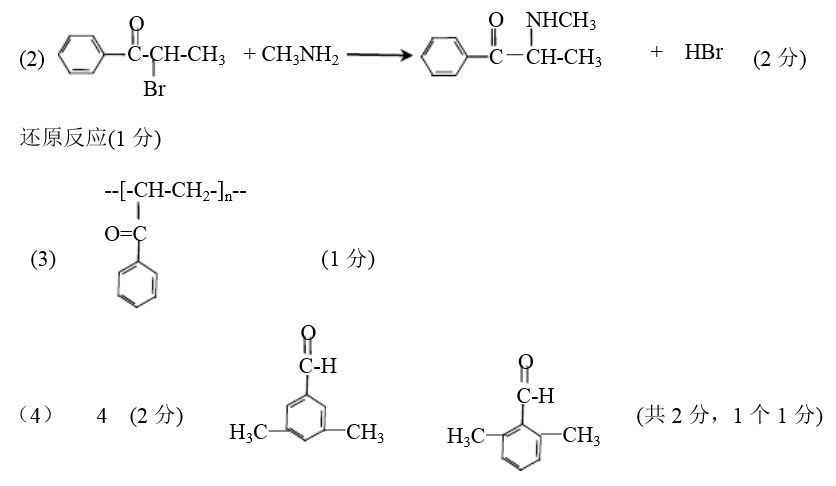 O NHCH₃
(2) O C-CH-CH₃ + CH₃NH₂ C-CH-CH₃ + HBr (2 分)
Br
还原反应(1 分)
--[-CH-CH₂-]n--
O=C
(3) (1 分)
O O
C-H C-H
（4） 4 (2 分) H₃C CH₃ H₃C CH₃ (共 2 分，1 个 1 分)